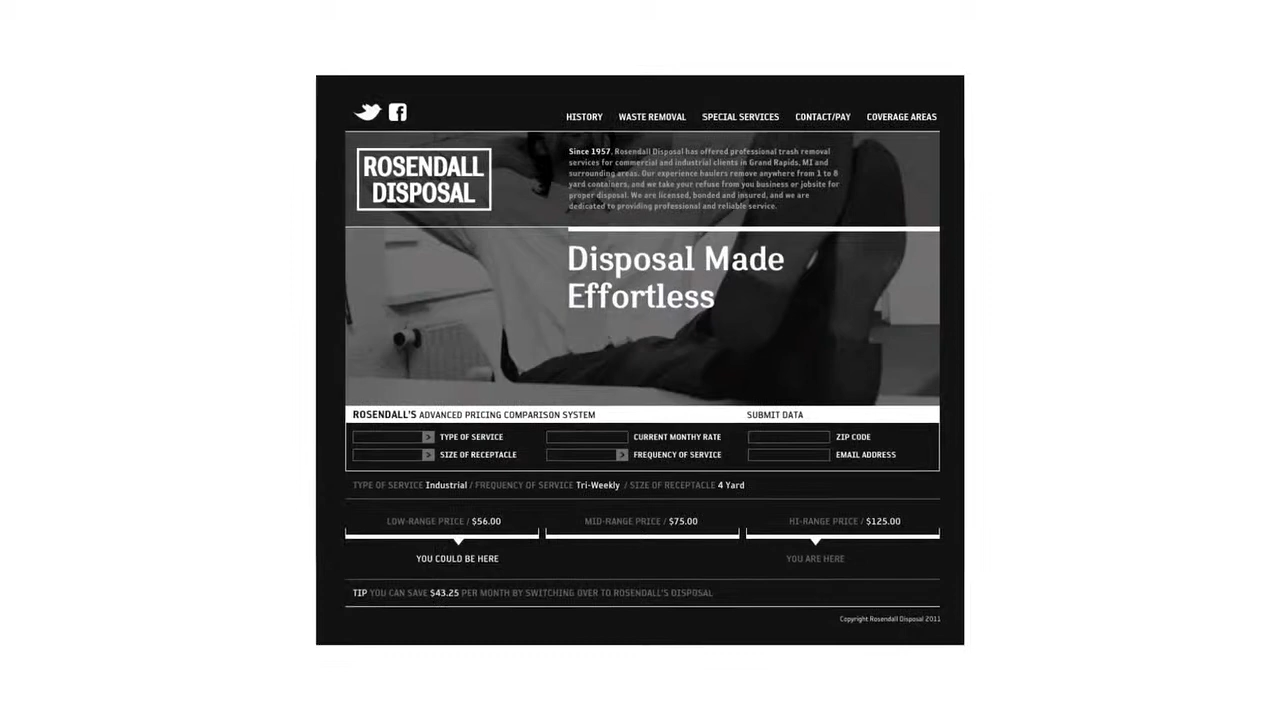 HISTORY WASTE REMOVAL SPECIAL SERVICES CONTACT/PAY COVERAGE AREAS
ROSENDALL
DISPOSAL
Since 1957, Rosendall Disposal has offered professional trash removal
services for commercial and industrial clients in Grand Rapids, MI and
surrounding areas. Our experience haulers remove anywhere from 1 to 8
yard containers, and we take your refuse from you business or jobsite for
proper disposal. We are licensed, bonded and insured, and we are
dedicated to providing professional and reliable service.
Disposal Made
Effortless
ROSENDALL'S ADVANCED PRICING COMPARISON SYSTEM SUBMIT DATA
TYPE OF SERVICE CURRENT MONTHY RATE ZIP CODE
SIZE OF RECEPTACLE FREQUENCY OF SERVICE EMAIL ADDRESS
TYPE OF SERVICE Industrial / FREQUENCY OF SERVICE Tri-Weekly / SIZE OF RECEPTACLE 4 Yard
LOW-RANGE PRICE / $56.00 MID-RANGE PRICE / $75.00 HI-RANGE PRICE / $125.00
YOU COULD BE HERE YOU ARE HERE
TIP YOU CAN SAVE $43.25 PER MONTH BY SWITCHING OVER TO ROSENDALL'S DISPOSAL
Copyright Rosendall Disposal 2011